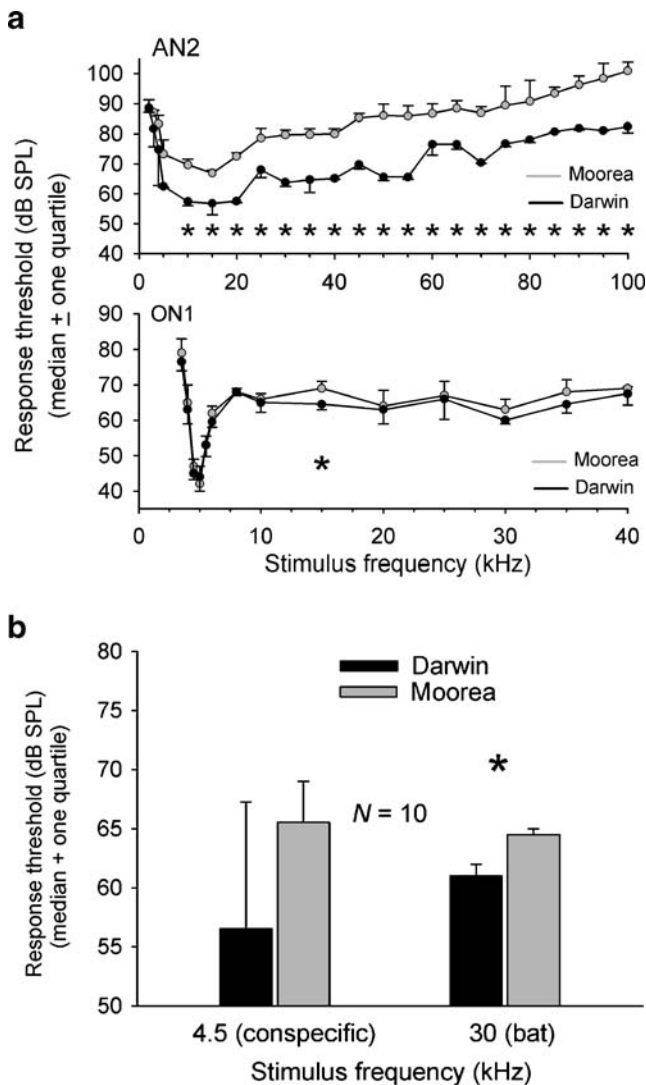 a
AN2
100
90
80
70
60
50
40
Moorea
Darwin
* * * * * * * * * * * * * * * * * * *
0 20 40 60 80 100
Response threshold (dB SPL)
(median ± one quartile)
ON1
90
80
70
60
50
40
*
Moorea
Darwin
0 10 20 30 40
Stimulus frequency (kHz)
b
80
75
70
65
60
55
50
Response threshold (dB SPL)
(median + one quartile)
Darwin
Moorea
*
N = 10
4.5 (conspecific) 30 (bat)
Stimulus frequency (kHz)